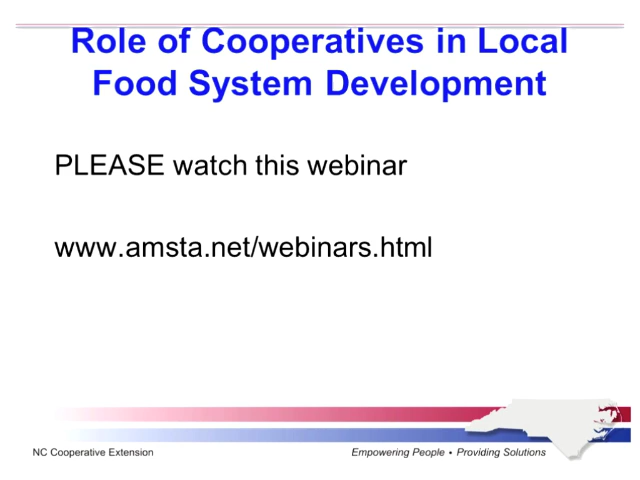 Role of Cooperatives in Local
Food System Development
PLEASE watch this webinar
www.amsta.net/webinars.html
NC Cooperative Extension
Empowering People • Providing Solutions